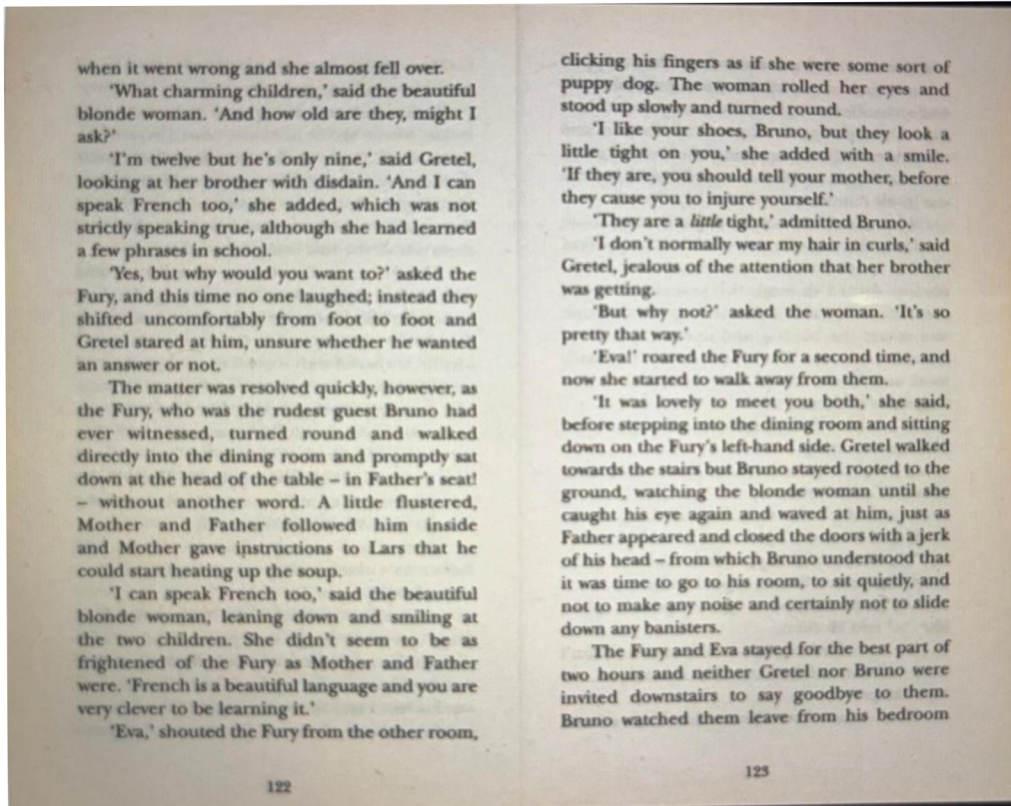 when it went wrong and she almost fell over.
‘What charming children,’ said the beautiful
blonde woman. ‘And how old are they, might I
ask?’
‘I’m twelve but he’s only nine,’ said Gretel,
looking at her brother with disdain. ‘And I can
speak French too,’ she added, which was not
strictly speaking true, although she had learned
a few phrases in school.
‘Yes, but why would you want to?’ asked the
Fury, and this time no one laughed; instead they
shifted uncomfortably from foot to foot and
Gretel stared at him, unsure whether he wanted
an answer or not.
The matter was resolved quickly, however, as
the Fury, who was the rudest guest Bruno had
ever witnessed, turned round and walked
directly into the dining room and promptly sat
down at the head of the table – in Father’s seat!
– without another word. A little flustered,
Mother and Father followed him inside
and Mother gave instructions to Lars that he
could start heating up the soup.
‘I can speak French too,’ said the beautiful
blonde woman, leaning down and smiling at
the two children. She didn’t seem to be as
frightened of the Fury as Mother and Father
were. ‘French is a beautiful language and you are
very clever to be learning it.’
‘Eva,’ shouted the Fury from the other room,
122
clicking his fingers as if she were some sort of
puppy dog. The woman rolled her eyes and
stood up slowly and turned round.
‘I like your shoes, Bruno, but they look a
little tight on you,’ she added with a smile.
‘If they are, you should tell your mother, before
they cause you to injure yourself.’
‘They are a little tight,’ admitted Bruno.
‘I don’t normally wear my hair in curls,’ said
Gretel, jealous of the attention that her brother
was getting.
‘But why not?’ asked the woman. ‘It’s so
pretty that way.’
‘Eva!’ roared the Fury for a second time, and
now she started to walk away from them.
‘It was lovely to meet you both,’ she said,
before stepping into the dining room and sitting
down on the Fury’s left-hand side. Gretel walked
towards the stairs but Bruno stayed rooted to the
ground, watching the blonde woman until she
caught his eye again and waved at him, just as
Father appeared and closed the doors with a jerk
of his head – from which Bruno understood that
it was time to go to his room, to sit quietly, and
not to make any noise and certainly not to slide
down any banisters.
The Fury and Eva stayed for the best part of
two hours and neither Gretel nor Bruno were
invited downstairs to say goodbye to them.
Bruno watched them leave from his bedroom
123